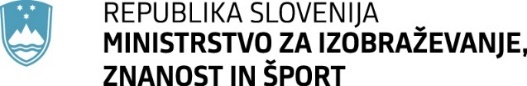 REPUBLIKA SLOVENIJA
MINISTRSTVO ZA IZOBRAŽEVANJE,
ZNANOST IN ŠPORT